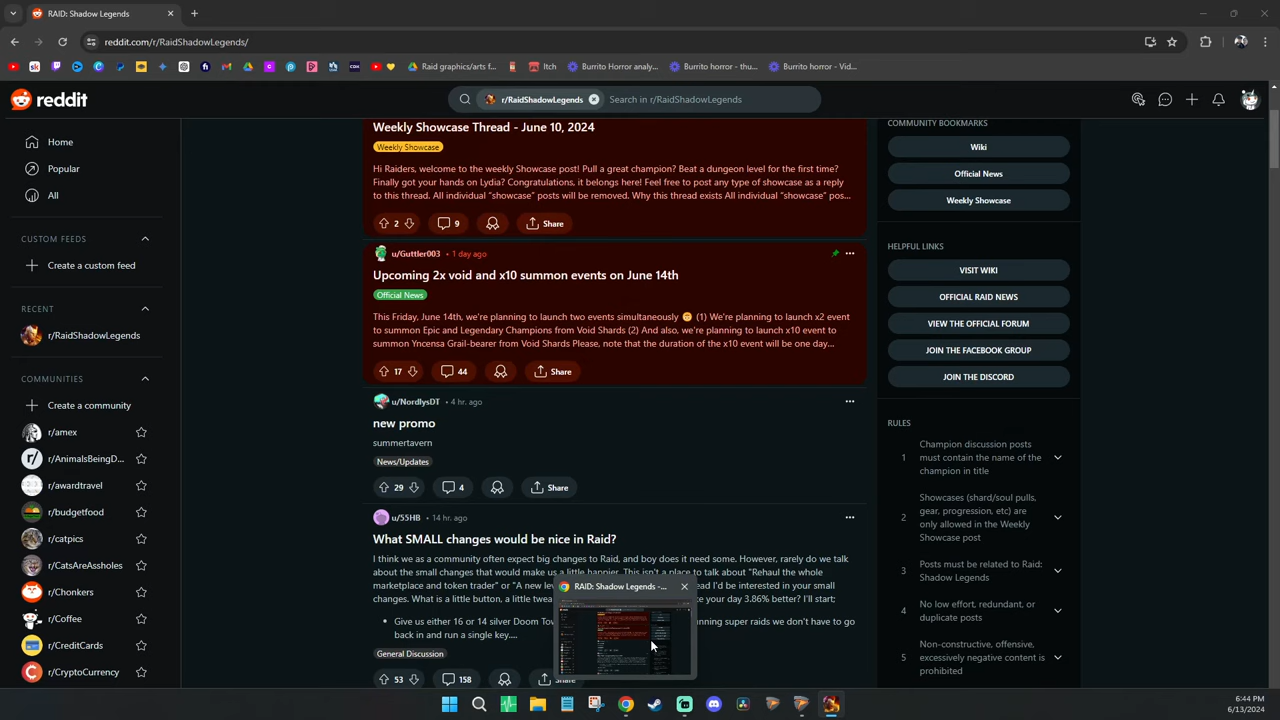 RAID: Shadow Legends
reddit.com/r/RaidShadowLegends/
Raid graphics/arts f...
Itch
Burrito Horror analy...
Burrito horror - thu...
Burrito horror - Vid...
reddit
r/RaidShadowLegends
Search in r/RaidShadowLegends
Home
Popular
All
CUSTOM FEEDS
Create a custom feed
RECENT
r/RaidShadowLegends
COMMUNITIES
Create a community
r/amex
r/AnimalsBeingD...
r/awardtravel
r/budgetfood
r/catpics
r/CatsAreAssholes
r/Chonkers
r/Coffee
r/CreditCards
r/CryptoCurrency
Weekly Showcase Thread - June 10, 2024
Weekly Showcase
Hi Raiders, welcome to the weekly Showcase post! Pull a great champion? Beat a dungeon level for the first time?
Finally got your hands on Lydia? Congratulations, it belongs here! Feel free to post any type of showcase as a reply
to this thread. All individual “showcase” posts will be removed. Why this thread exists All individual “showcase” pos...
2
9
Share
u/Guttler003 • 1 day ago
Upcoming 2x void and x10 summon events on June 14th
Official News
This Friday, June 14th, we're planning to launch two events simultaneously 🙃 (1) We're planning to launch x2 event
to summon Epic and Legendary Champions from Void Shards (2) And also, we're planning to launch x10 event to
summon Yncensa Grail-bearer from Void Shards Please, note that the duration of the x10 event will be one day...
17
44
Share
u/NordlysDT • 4 hr. ago
new promo
summertavern
News/Updates
29
4
Share
u/55HB • 14 hr. ago
What SMALL changes would be nice in Raid?
I think we as a community often expect big changes to Raid, and boy does it need some. However, rarely do we talk
about the small changes that would make us a little happier. This isn't a place to talk about "Rehaul the whole
marketplace and token trader" or "A new le
ead I'd be interested in your small
changes. What is a little button, a little twea
ce your day 3.86% better? I'll start:
ive us either 16 or 14 silver Doom Tow
nning super raids we don't have to go
back in and run a single key....
General Discussion
53
158
Share
RAID: Shadow Legends -...
COMMUNITY BOOKMARKS
Wiki
Official News
Weekly Showcase
HELPFUL LINKS
VISIT WIKI
OFFICIAL RAID NEWS
VIEW THE OFFICIAL FORUM
JOIN THE FACEBOOK GROUP
JOIN THE DISCORD
RULES
1
Champion discussion posts
must contain the name of the
champion in title
2
Showcases (shard/soul pulls,
gear, progression, etc) are
only allowed in the Weekly
Showcase post
3
Posts must be related to Raid:
Shadow Legends
4
No low effort, redundant, or
duplicate posts
5
Non-constructive, offensive,
excessively negative content is
prohibited
6:44 PM
6/13/2024